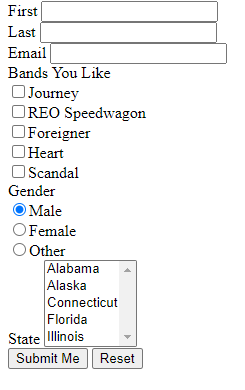 First
Last
Email
Bands You Like
Journey
REO Speedwagon
Foreigner
Heart
Scandal
Gender
Male
Female
Other
Alabama
Alaska
Connecticut
Florida
State Illinois
Submit Me Reset